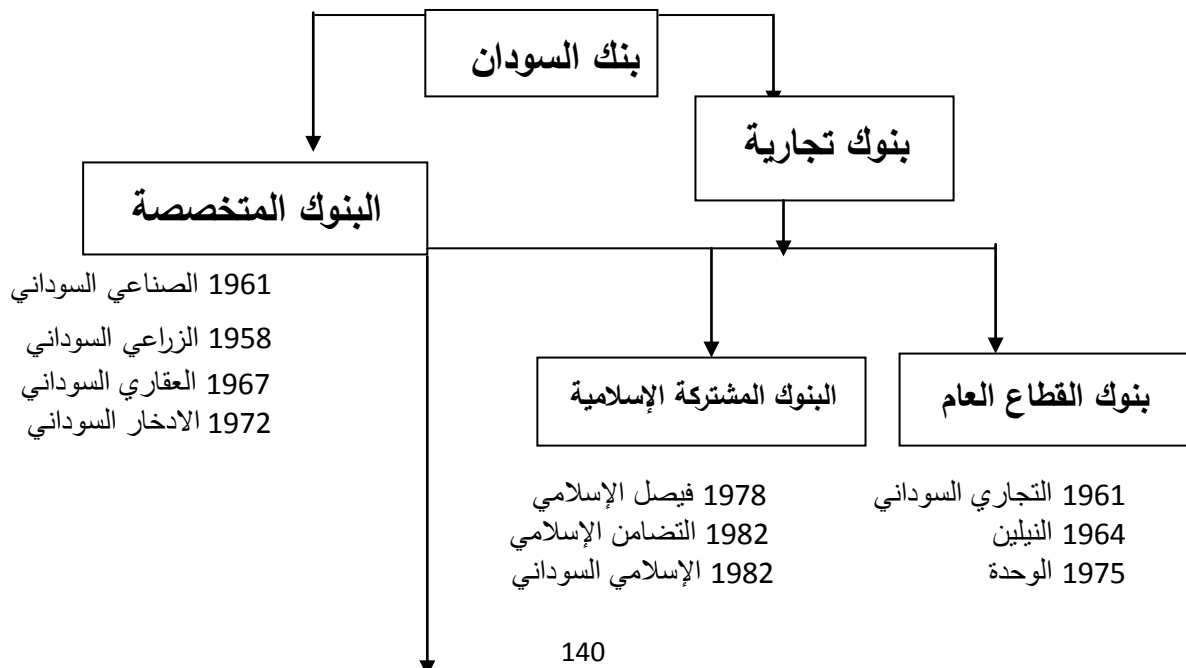 بنك السودان
بنوك تجارية
البنوك المتخصصة
1961 الصناعي السوداني
1958 الزراعي السوداني
1967 العقاري السوداني
1972 الادخار السوداني
بنوك القطاع العام
1961 التجاري السوداني
1964 النيلين
1975 الوحدة
البنوك المشتركة الإسلامية
1978 فيصل الإسلامي
1982 التضامن الإسلامي
1982 الإسلامي السوداني
140